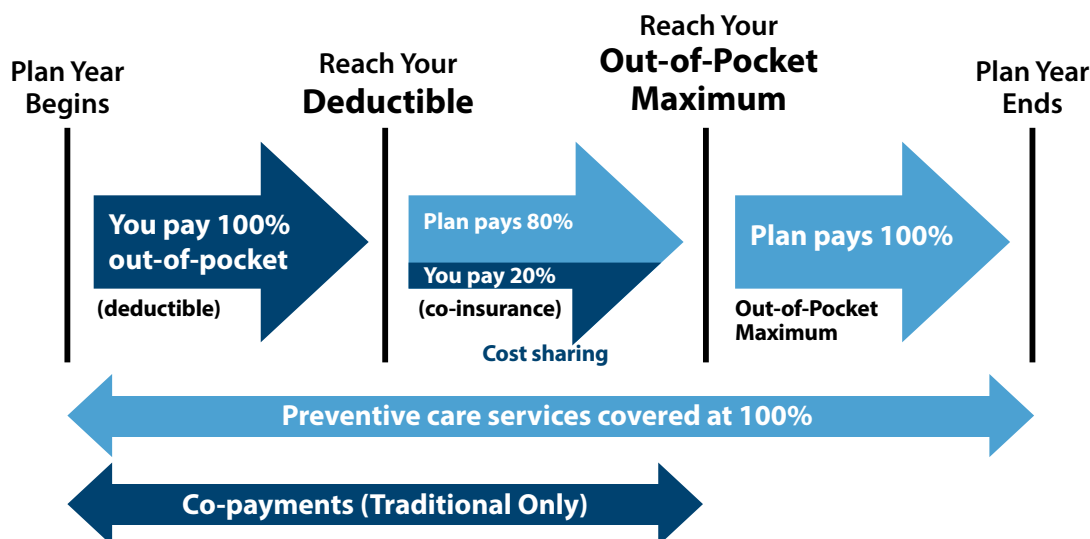 Plan Year
Begins
Reach Your
Deductible
Reach Your
Out-of-Pocket
Maximum
Plan Year
Ends
You pay 100%
out-of-pocket
(deductible)
Plan pays 80%
You pay 20%
(co-insurance)
Cost sharing
Plan pays 100%
Out-of-Pocket
Maximum
Preventive care services covered at 100%
Co-payments (Traditional Only)